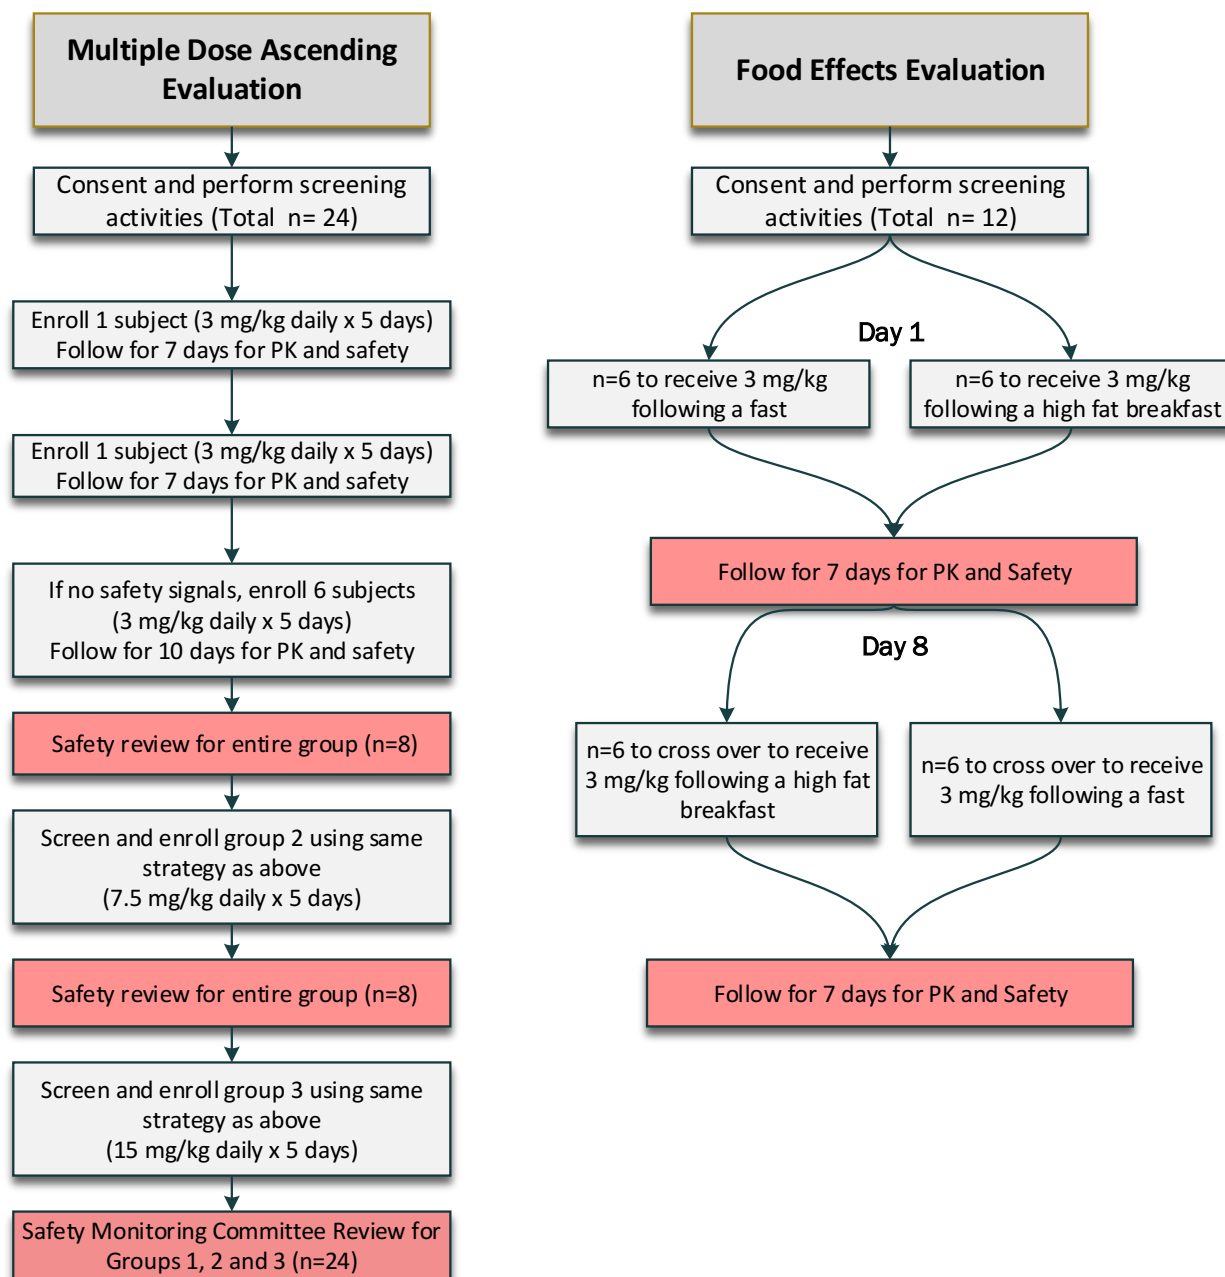 Multiple Dose Ascending
Evaluation
Consent and perform screening
activities (Total n= 24)
Enroll 1 subject (3 mg/kg daily x 5 days)
Follow for 7 days for PK and safety
Enroll 1 subject (3 mg/kg daily x 5 days)
Follow for 7 days for PK and safety
If no safety signals, enroll 6 subjects
(3 mg/kg daily x 5 days)
Follow for 10 days for PK and safety
Safety review for entire group (n=8)
Screen and enroll group 2 using same
strategy as above
(7.5 mg/kg daily x 5 days)
Safety review for entire group (n=8)
Screen and enroll group 3 using same
strategy as above
(15 mg/kg daily x 5 days)
Safety Monitoring Committee Review for
Groups 1, 2 and 3 (n=24)
Food Effects Evaluation
Consent and perform screening
activities (Total n= 12)
Day 1
n=6 to receive 3 mg/kg
following a fast
n=6 to receive 3 mg/kg
following a high fat breakfast
Follow for 7 days for PK and Safety
Day 8
n=6 to cross over to receive
3 mg/kg following a high fat
breakfast
n=6 to cross over to receive
3 mg/kg following a fast
Follow for 7 days for PK and Safety